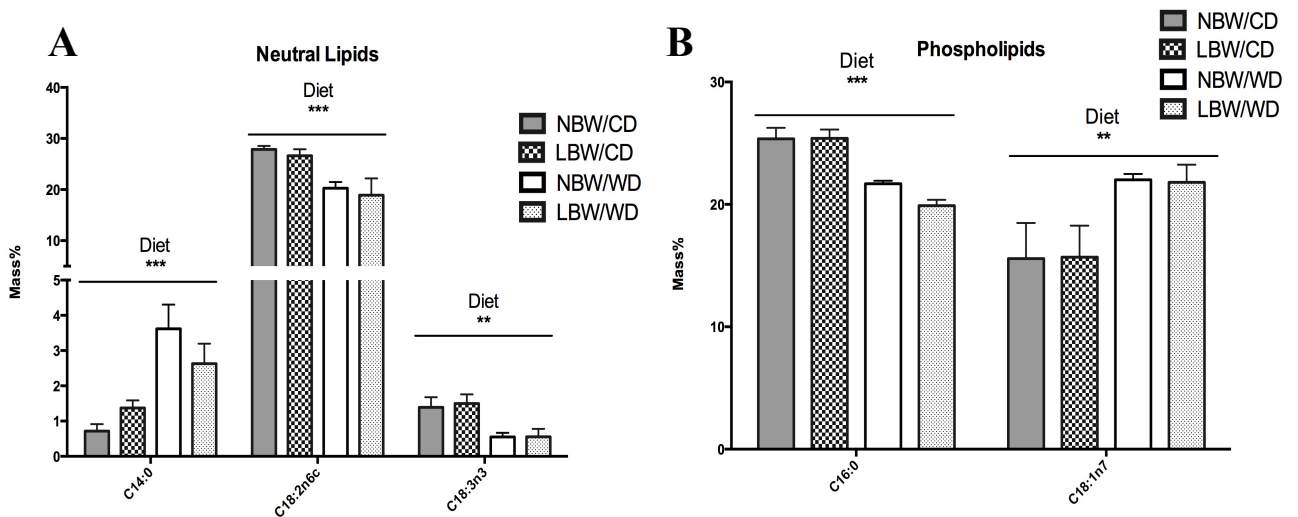 A
Neutral Lipids
Mass%
40
30
20
10
5
4
3
2
1
0
Diet
***
Diet
***
Diet
**
C14:0
C18:2n6c
C18:3n3
NBW/CD
LBW/CD
NBW/WD
LBW/WD
B
Phospholipids
Mass%
30
20
10
0
Diet
***
Diet
**
C16:0
C18:1n7
NBW/CD
LBW/CD
NBW/WD
LBW/WD